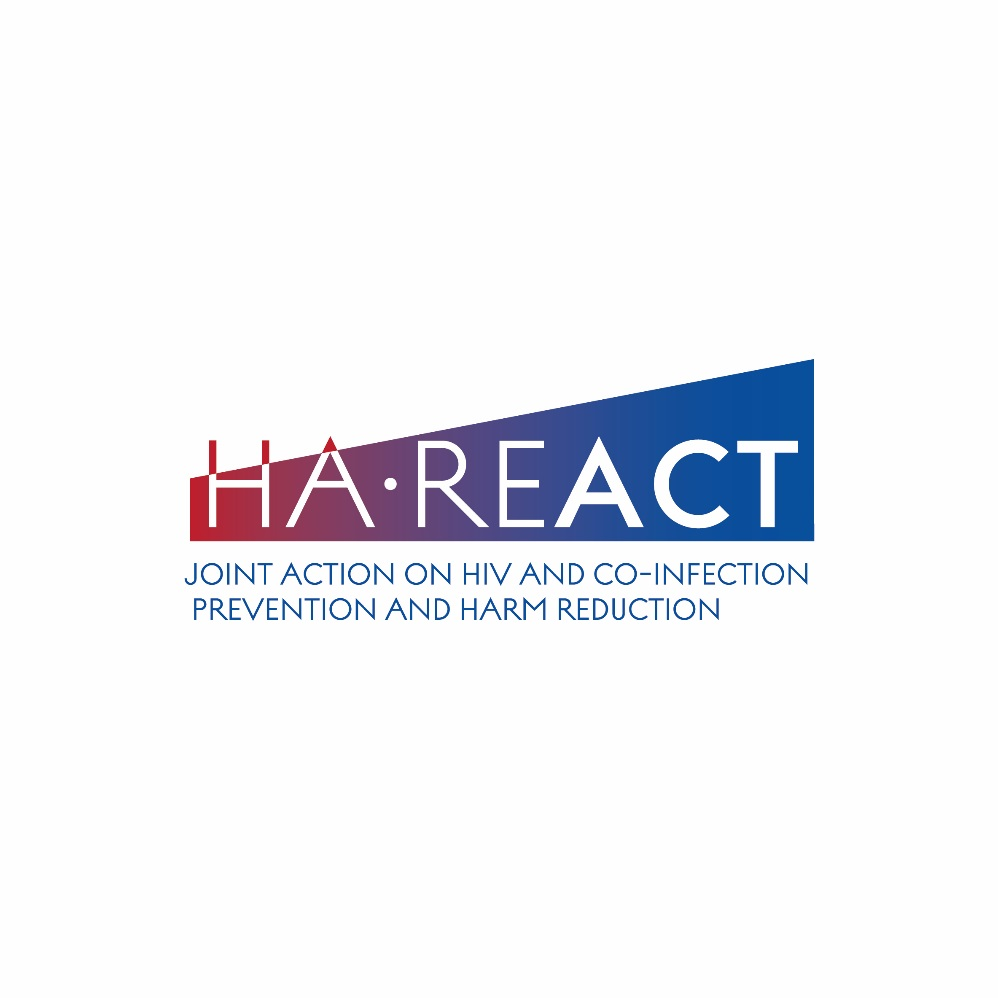 HA·REACT
JOINT ACTION ON HIV AND CO-INFECTION
PREVENTION AND HARM REDUCTION